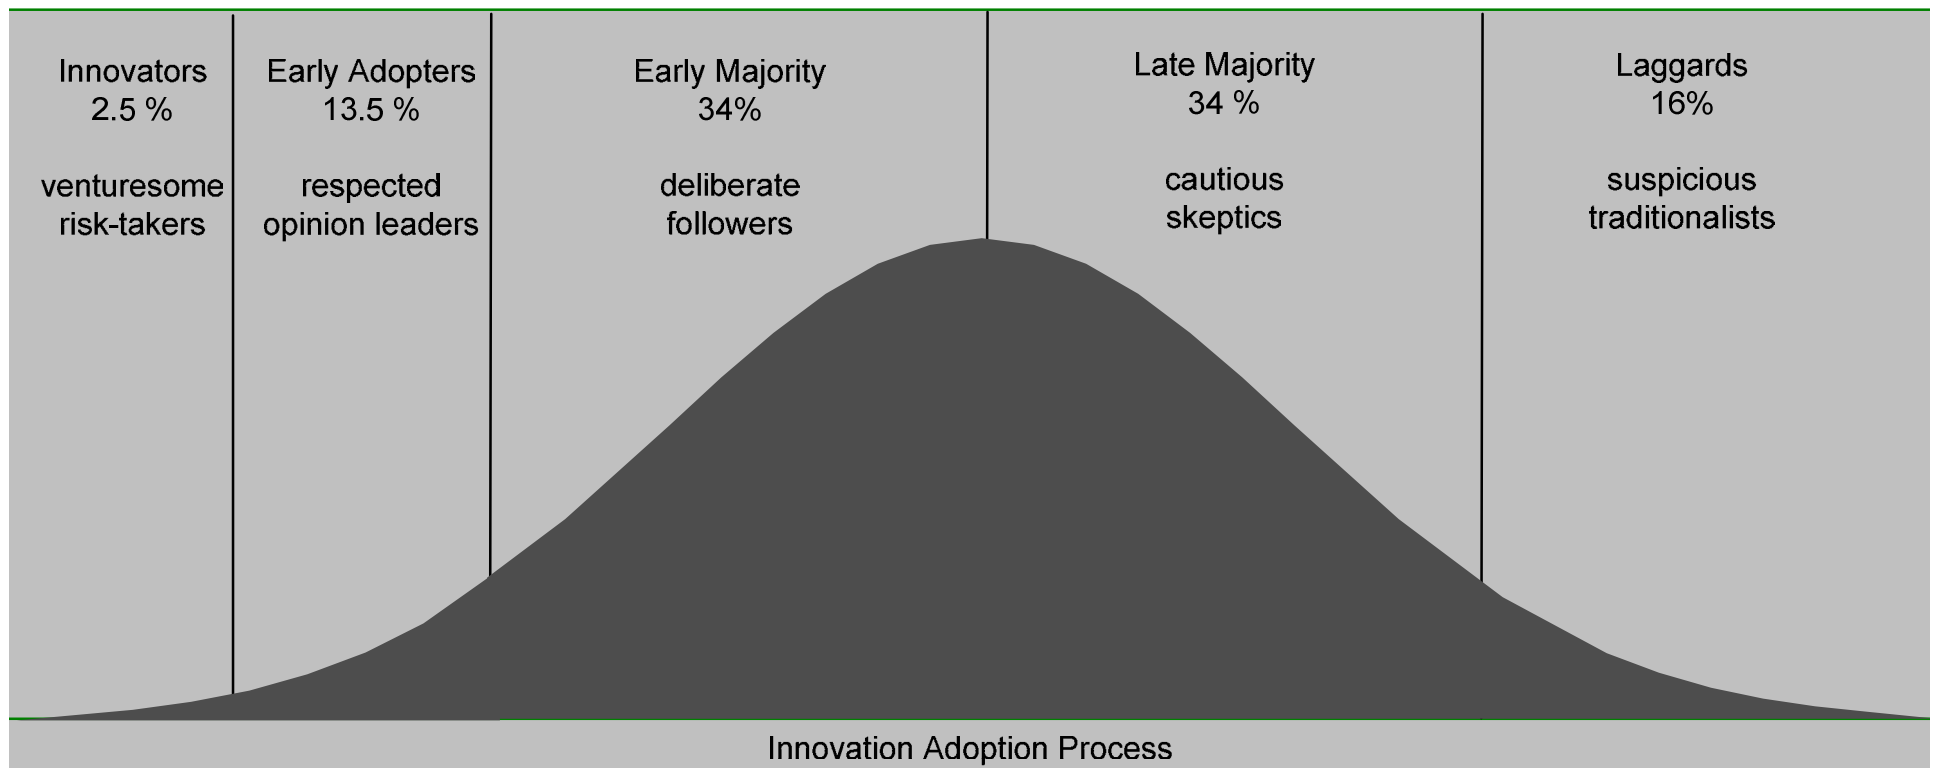 Innovators
2.5 %
venturesome
risk-takers
Early Adopters
13.5 %
respected
opinion leaders
Early Majority
34%
deliberate
followers
Late Majority
34 %
cautious
skeptics
Laggards
16%
suspicious
traditionalists
Innovation Adoption Process